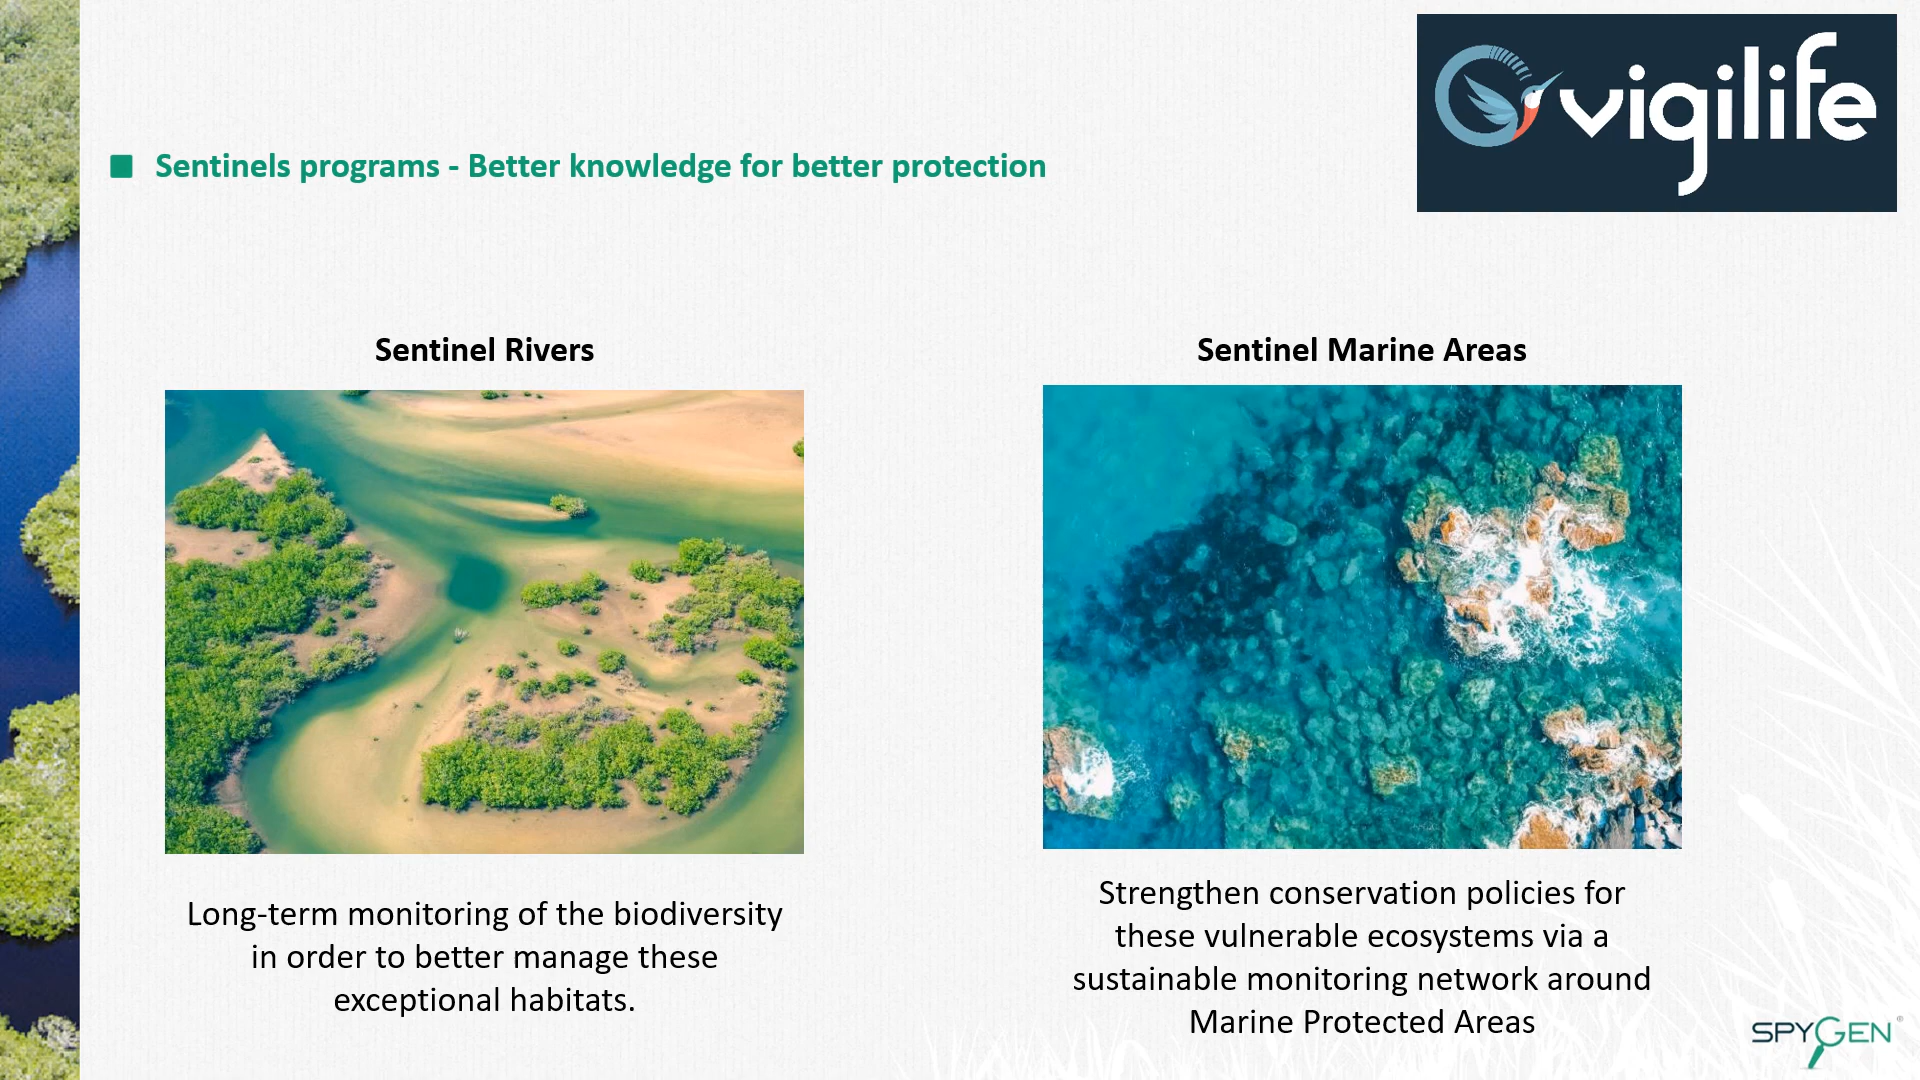 vigilife
Sentinels programs - Better knowledge for better protection
Sentinel Rivers
Long-term monitoring of the biodiversity
in order to better manage these
exceptional habitats.
Sentinel Marine Areas
Strengthen conservation policies for
these vulnerable ecosystems via a
sustainable monitoring network around
Marine Protected Areas
SPYGEN®